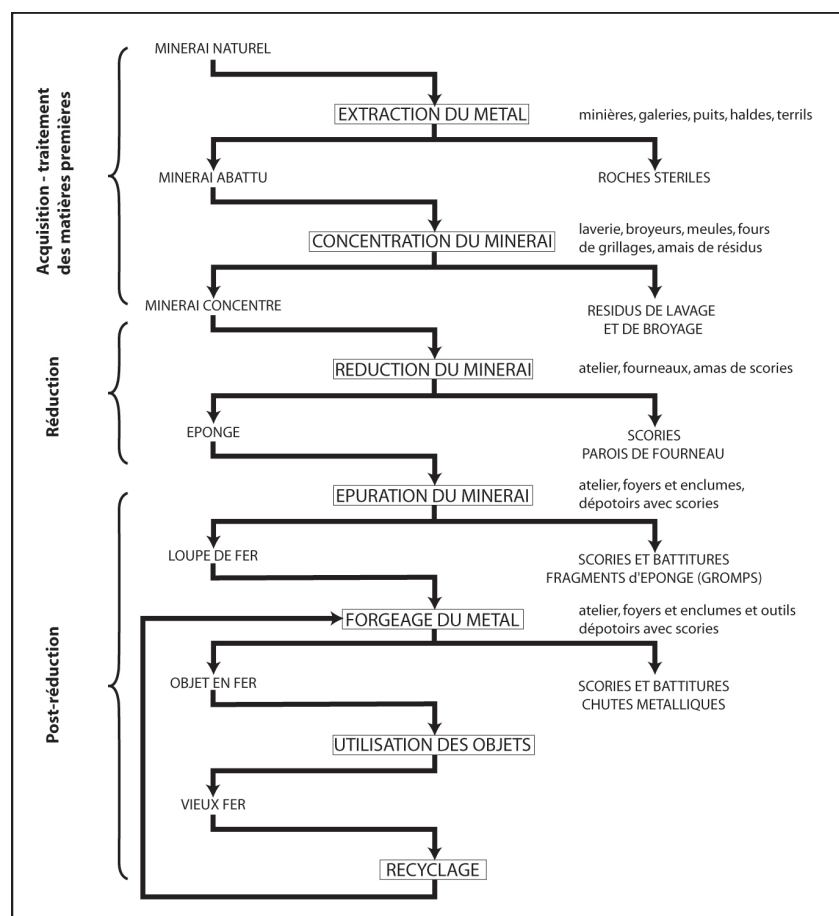 Acquisition - traitement
des matières premières
MINERAI NATUREL
EXTRACTION DU METAL
minières, galeries, puits, haldes, terrils
MINERAI ABATTU
ROCHES STERILES
CONCENTRATION DU MINERAI
laverie, broyeurs, meules, fours
de grillages, amais de résidus
MINERAI CONCENTRE
RESIDUS DE LAVAGE
ET DE BROYAGE
Réduction
REDUCTION DU MINERAI
atelier, fourneaux, amas de scories
EPONGE
SCORIES
PAROIS DE FOURNEAU
Post-réduction
EPURATION DU MINERAI
atelier, foyers et enclumes,
dépotoirs avec scories
LOUPE DE FER
SCORIES ET BATTITURES
FRAGMENTS d'EPONGE (GROMPS)
FORGEAGE DU METAL
atelier, foyers et enclumes et outils
dépotoirs avec scories
OBJET EN FER
SCORIES ET BATTITURES
CHUTES METALLIQUES
UTILISATION DES OBJETS
VIEUX FER
RECYCLAGE